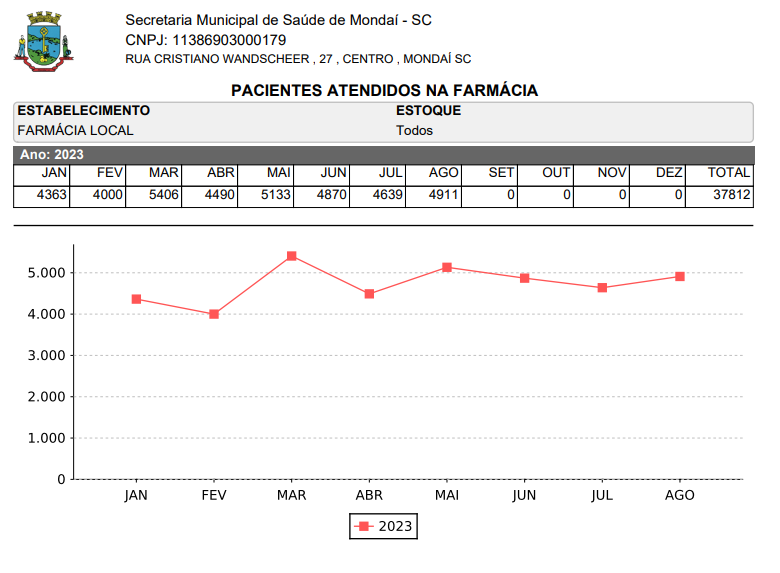 Secretaria Municipal de Saúde de Mondaí - SC
CNPJ: 11386903000179
RUA CRISTIANO WANDSCHEER , 27 , CENTRO , MONDAÍ SC
PACIENTES ATENDIDOS NA FARMÁCIA
ESTABELECIMENTO ESTOQUE
FARMÁCIA LOCAL Todos
Ano: 2023
JAN FEV MAR ABR MAI JUN JUL AGO SET OUT NOV DEZ TOTAL
4363 4000 5406 4490 5133 4870 4639 4911 0 0 0 0 37812
5.000
4.000
3.000
2.000
1.000
0
JAN FEV MAR ABR MAI JUN JUL AGO
2023